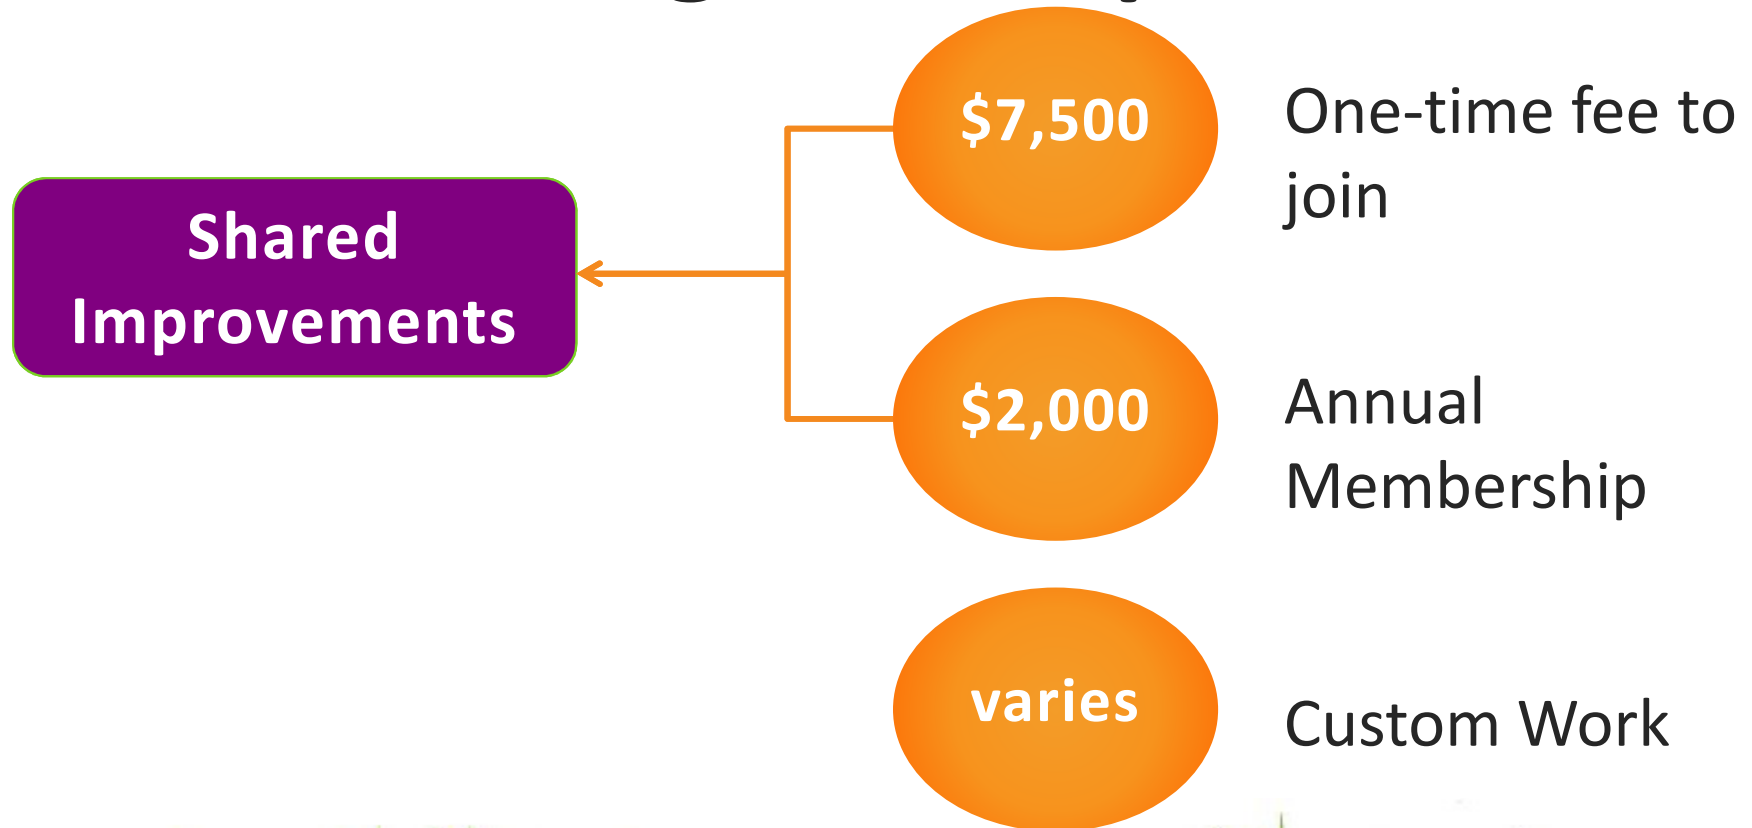 Shared
Improvements
$7,500
One-time fee to
join
$2,000
Annual
Membership
varies
Custom Work